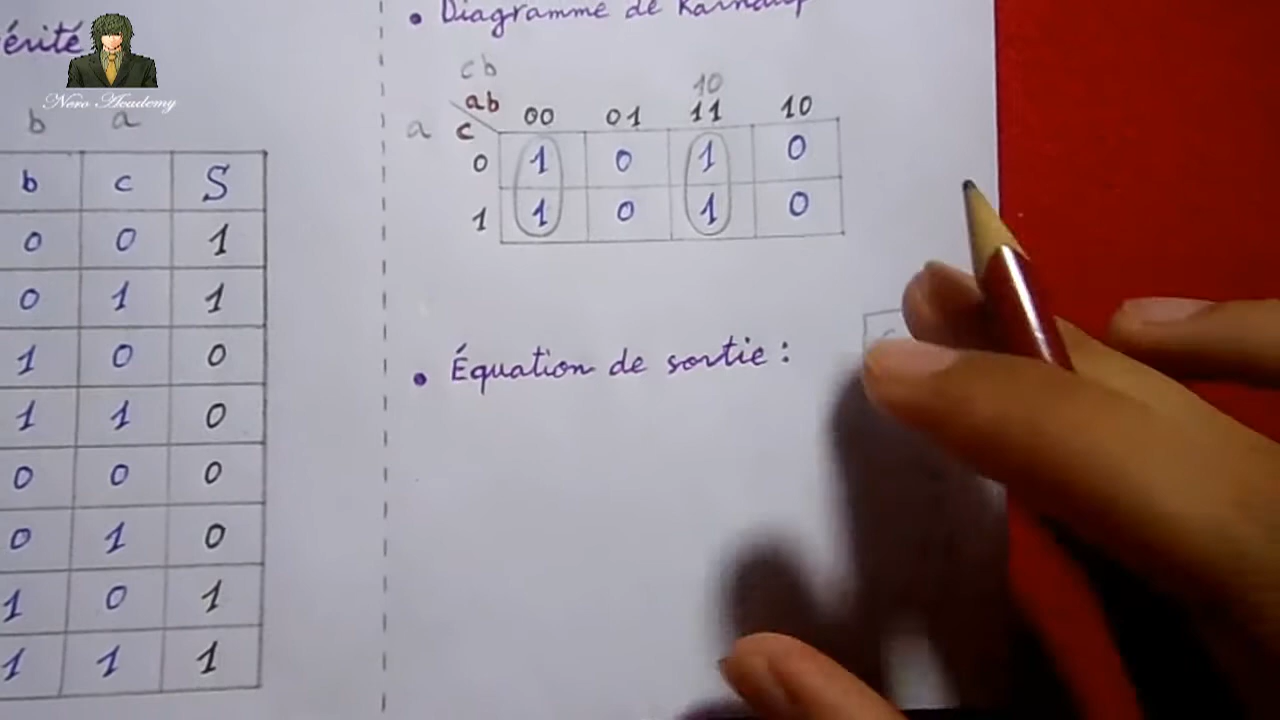 érité
Nero Academy
b a
b c S
0 0 1
0 1 1
1 0 0
1 1 0
0 0 0
0 1 0
1 0 1
1 1 1
• Diagramme de Karnaugh
cb
ab
10
00 01 11 10
a c
0 1 0 1 0
1 1 0 1 0
• Équation de sortie :